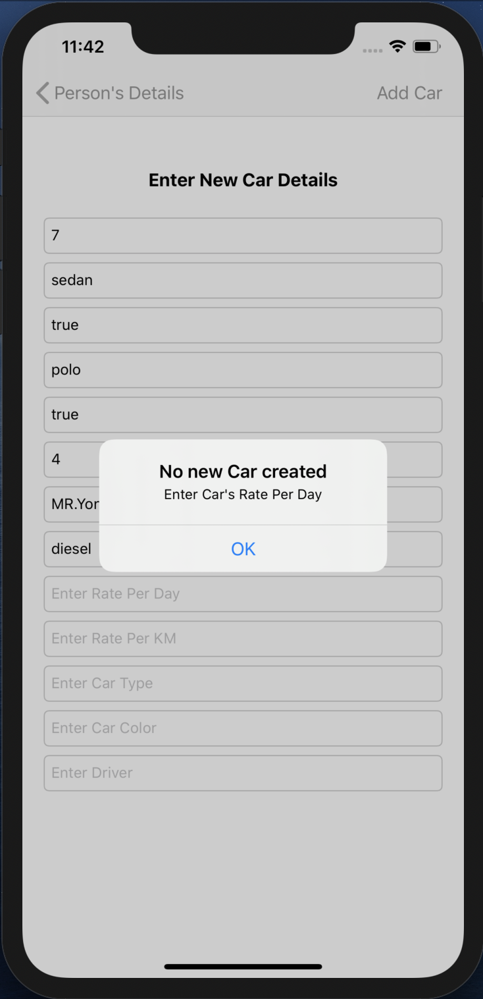 11:42
Person's Details Add Car
Enter New Car Details
7
sedan
true
polo
true
4
No new Car created
Enter Car's Rate Per Day
diesel
OK
Enter Rate Per Day
Enter Rate Per KM
Enter Car Type
Enter Car Color
Enter Driver